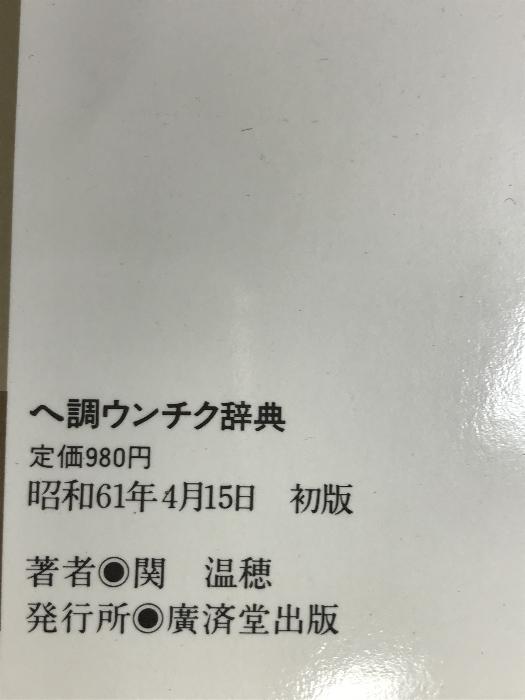 へ調ウンチク辞典
定価980円
昭和61年4月15日　初版
著者◉関　温穂
発行所◉廣済堂出版